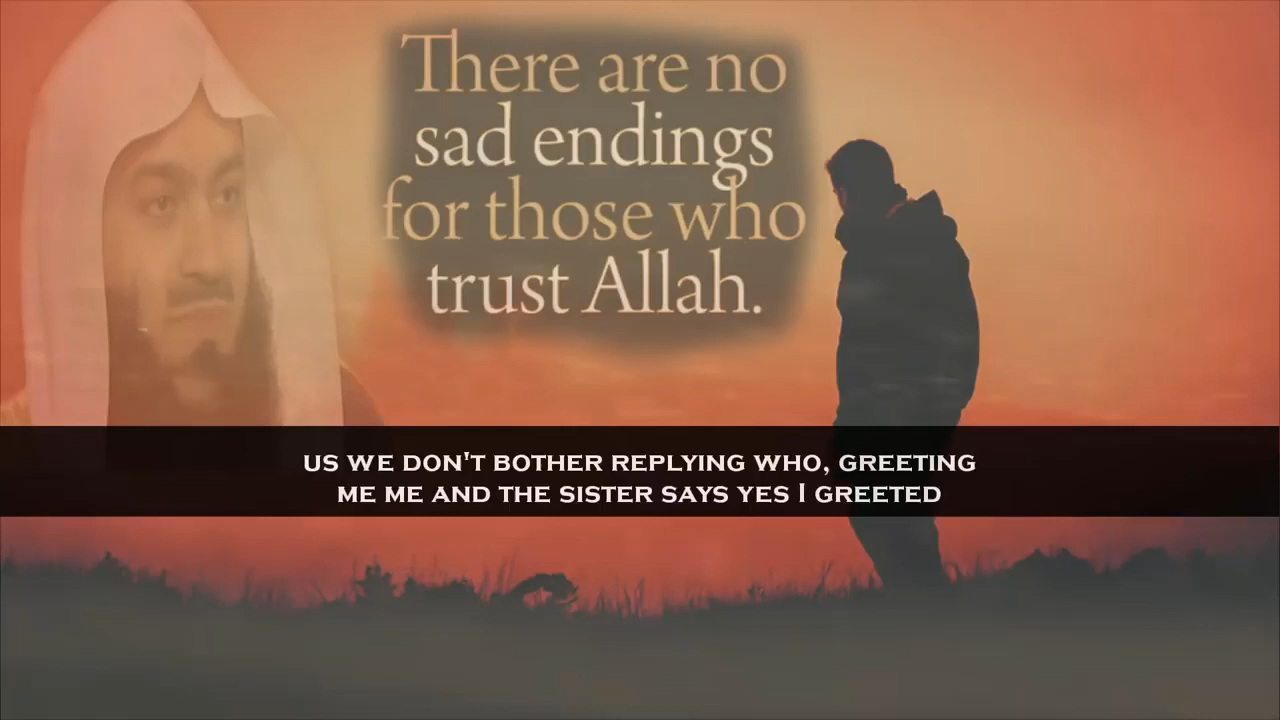 There are no
sad endings
for those who
trust Allah.
US WE DON'T BOTHER REPLYING WHO, GREETING
ME ME AND THE SISTER SAYS YES I GREETED